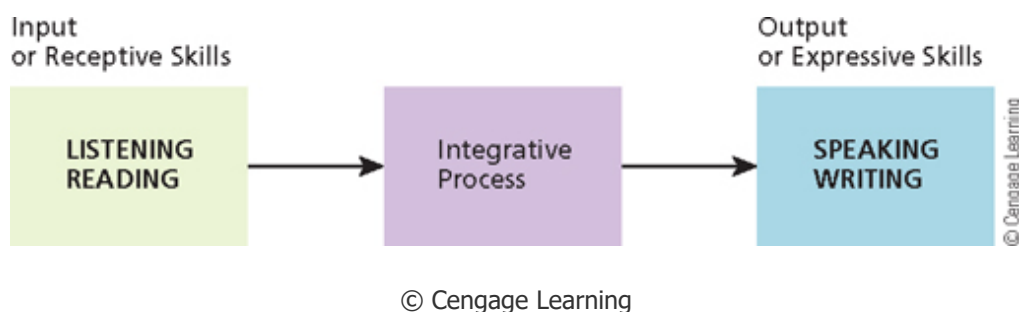 Input
or Receptive Skills
Output
or Expressive Skills
LISTENING
READING
Integrative
Process
SPEAKING
WRITING
© Cengage Learning
© Cengage Learning